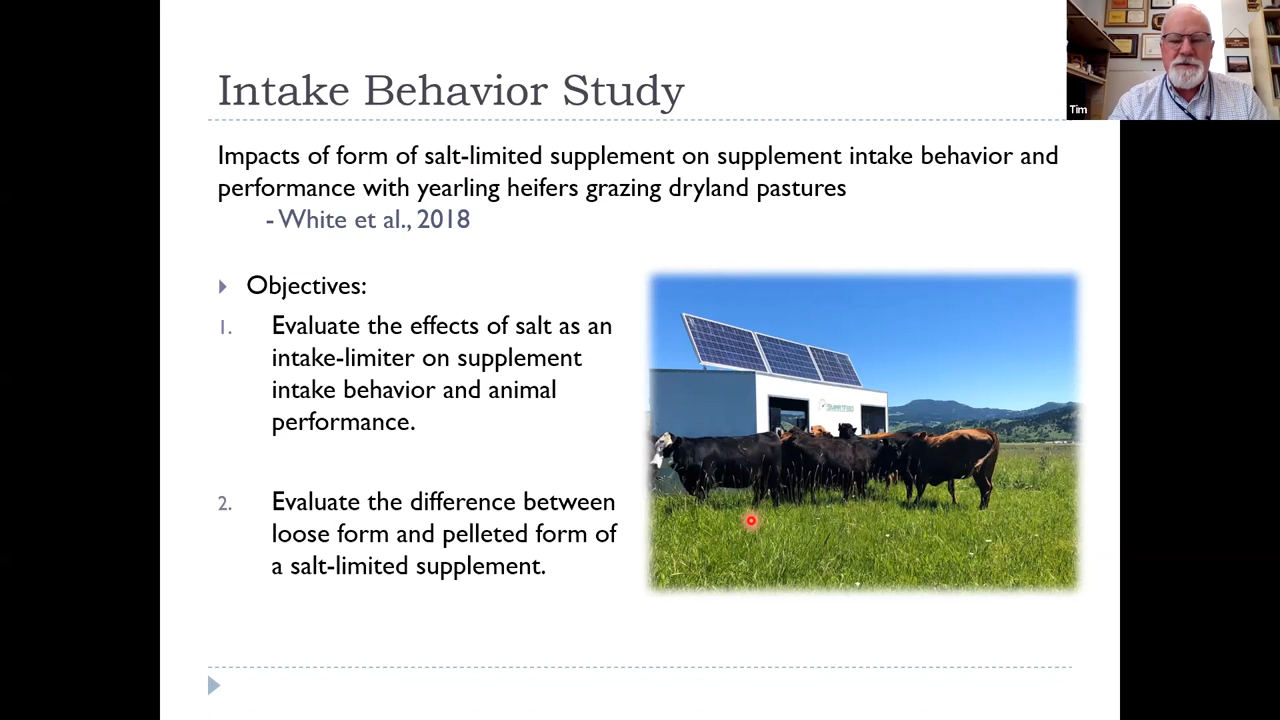 Intake Behavior Study
Tim
Impacts of form of salt-limited supplement on supplement intake behavior and
performance with yearling heifers grazing dryland pastures
- White et al., 2018
Objectives:
1. Evaluate the effects of salt as an
intake-limiter on supplement
intake behavior and animal
performance.
2. Evaluate the difference between
loose form and pelleted form of
a salt-limited supplement.